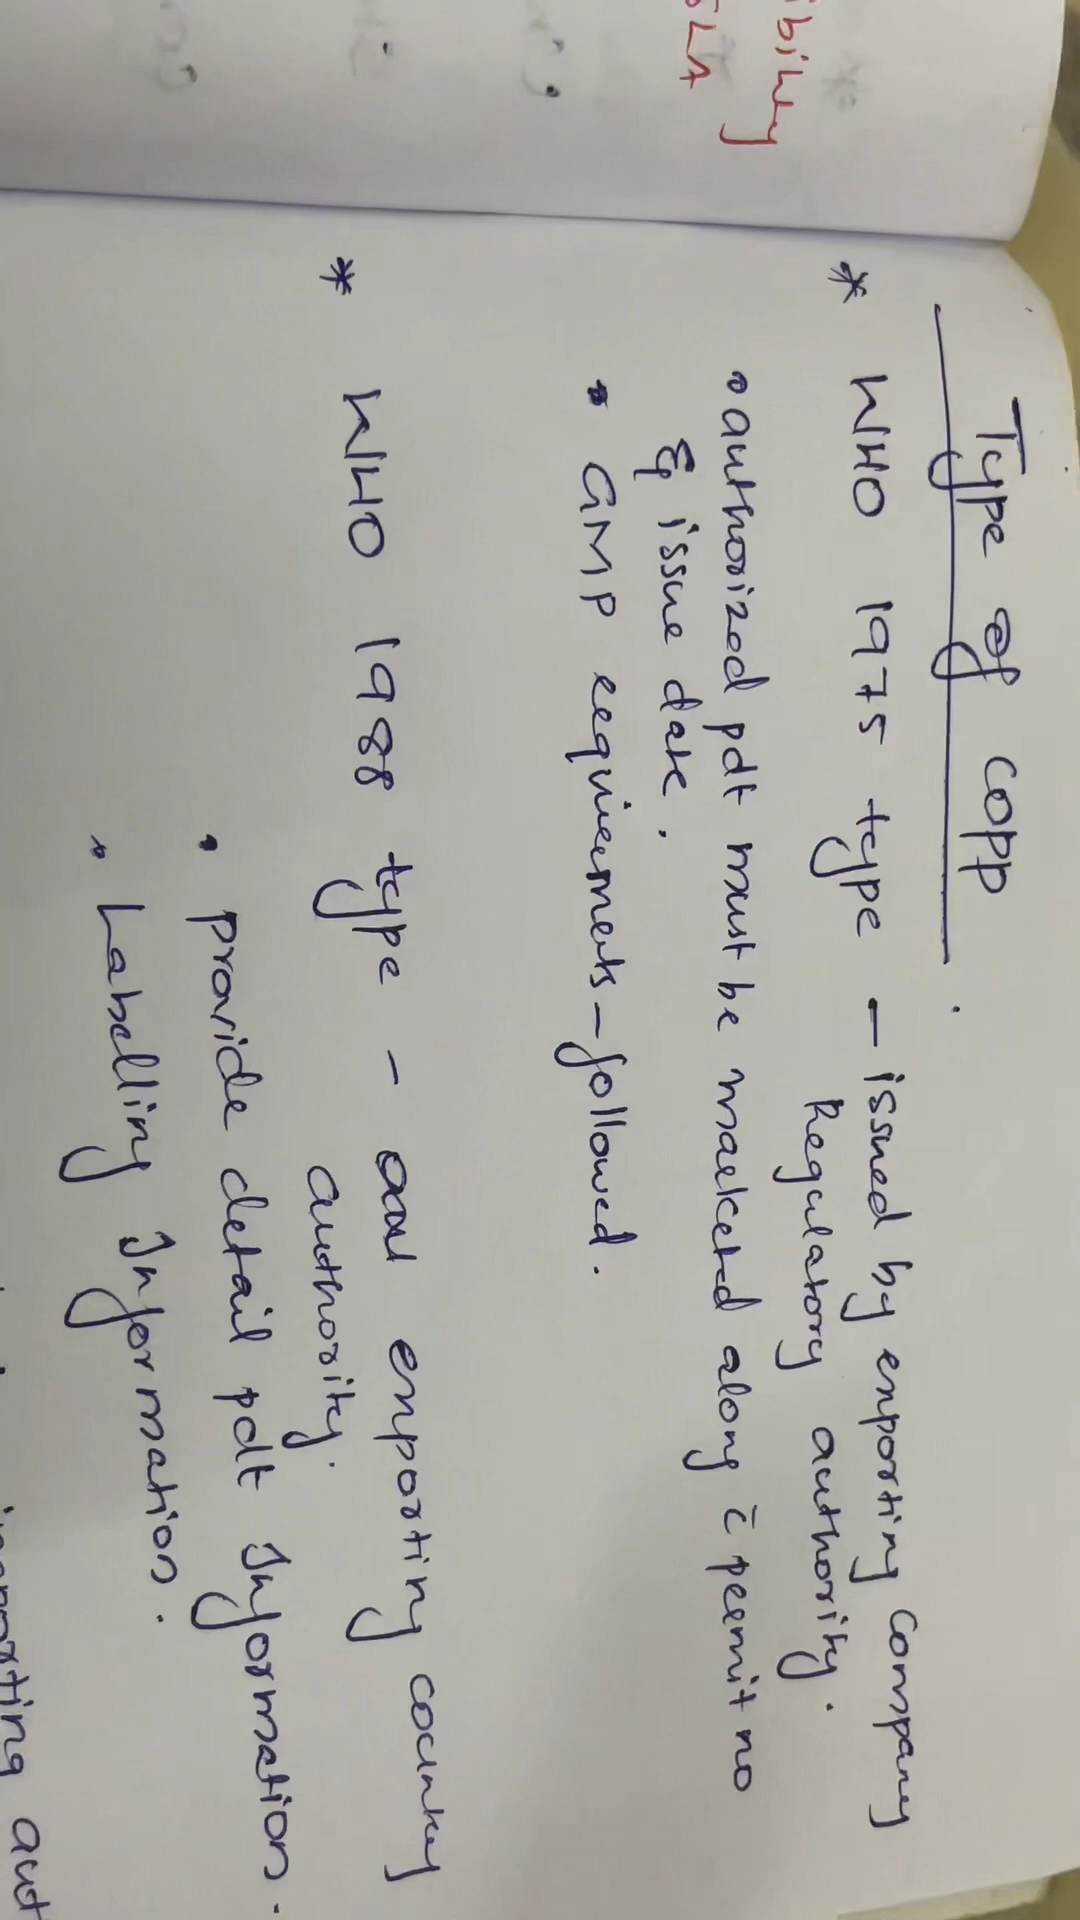 Type of COPP
* WHO 1975 type – issued by exporting company
Regulatory authority.
• authorized pdt must be marketed along c̄ permit no
& issue date.
• GMP requirements – followed.
* WHO 1988 type – exporting country
authority.
• provide detail pdt Information.
• Labelling Information.